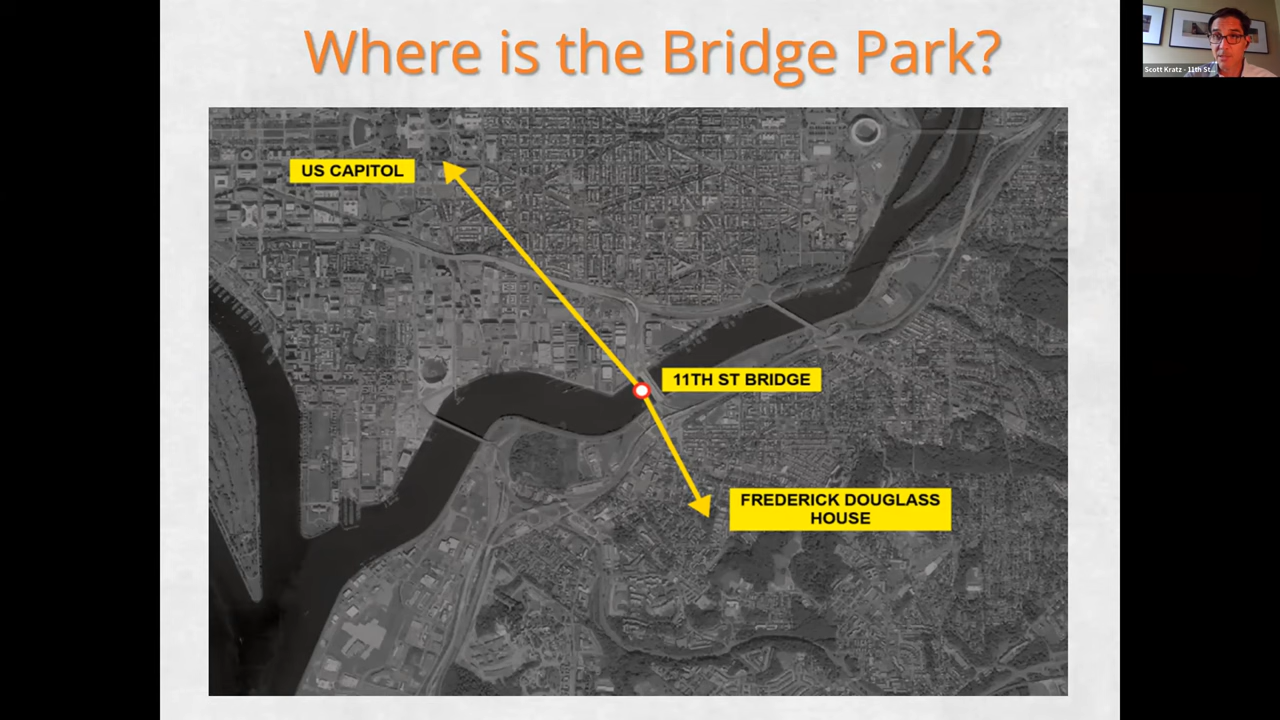 Where is the Bridge Park?
Scott Kratz - 11th St...
US CAPITOL
11TH ST BRIDGE
FREDERICK DOUGLASS
HOUSE